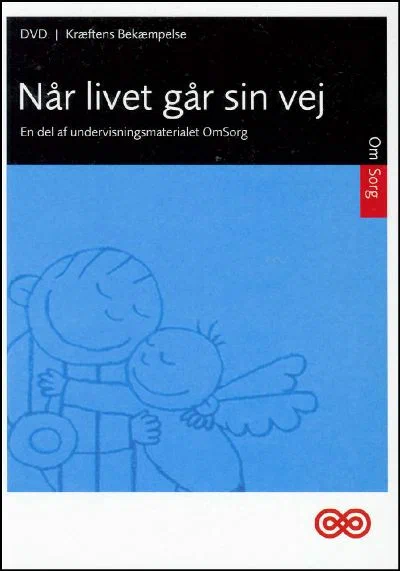 DVD | Kræftens Bekæmpelse
Når livet går sin vej
En del af undervisningsmaterialet OmSorg
Om Sorg